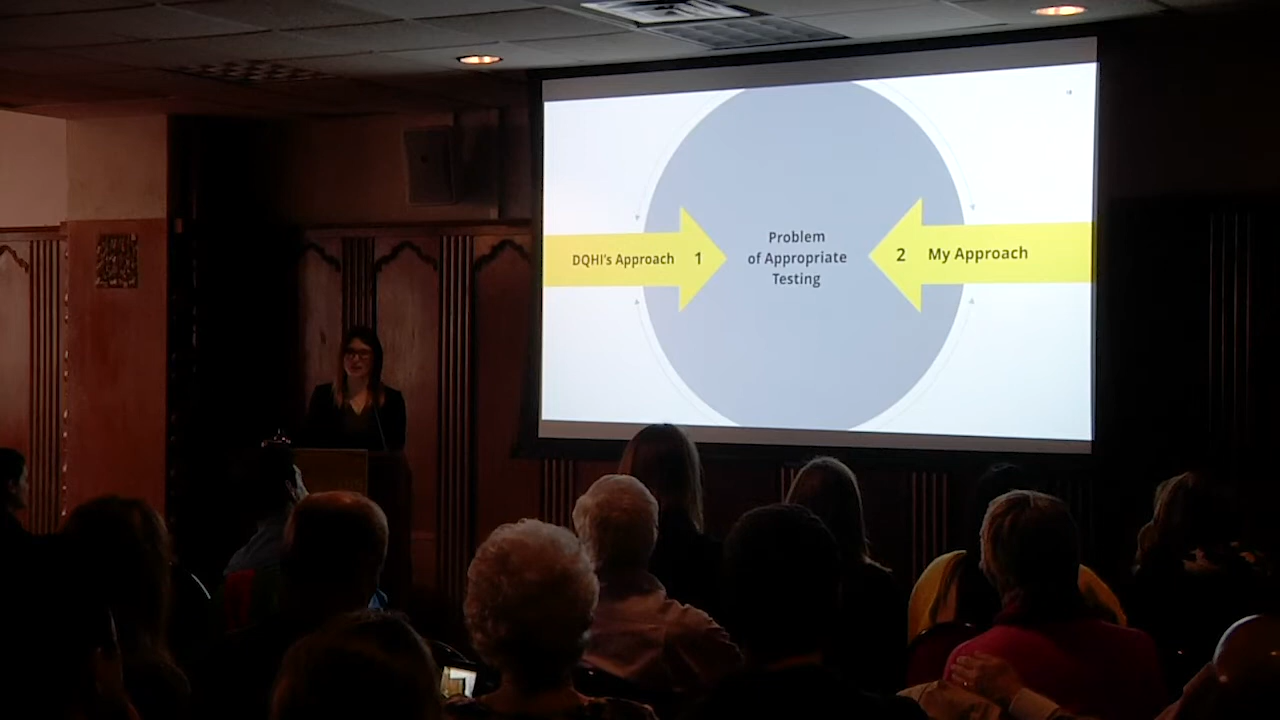 DQHI's Approach 1
Problem
of Appropriate
Testing
2 My Approach